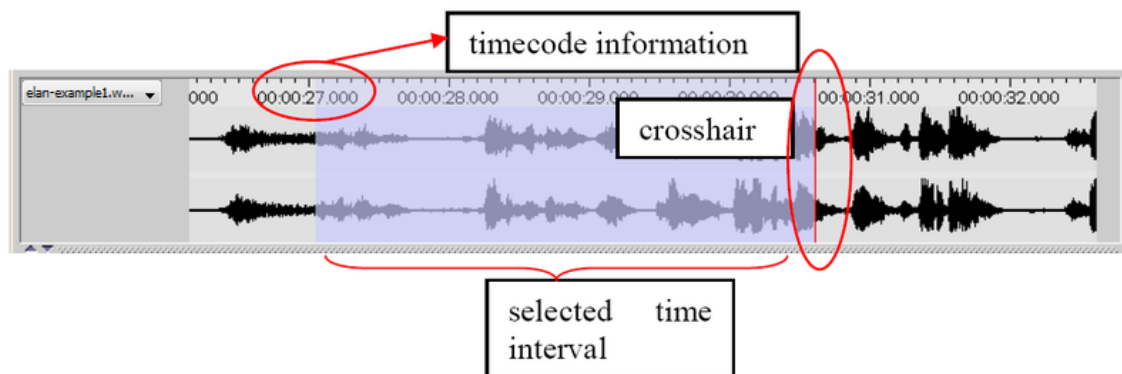 timecode information
elan-example1.w...
000 00:00:27.000 00:00:28.000 00:00:29.000 00:00:31.000 00:00:32.000
crosshair
selected time
interval